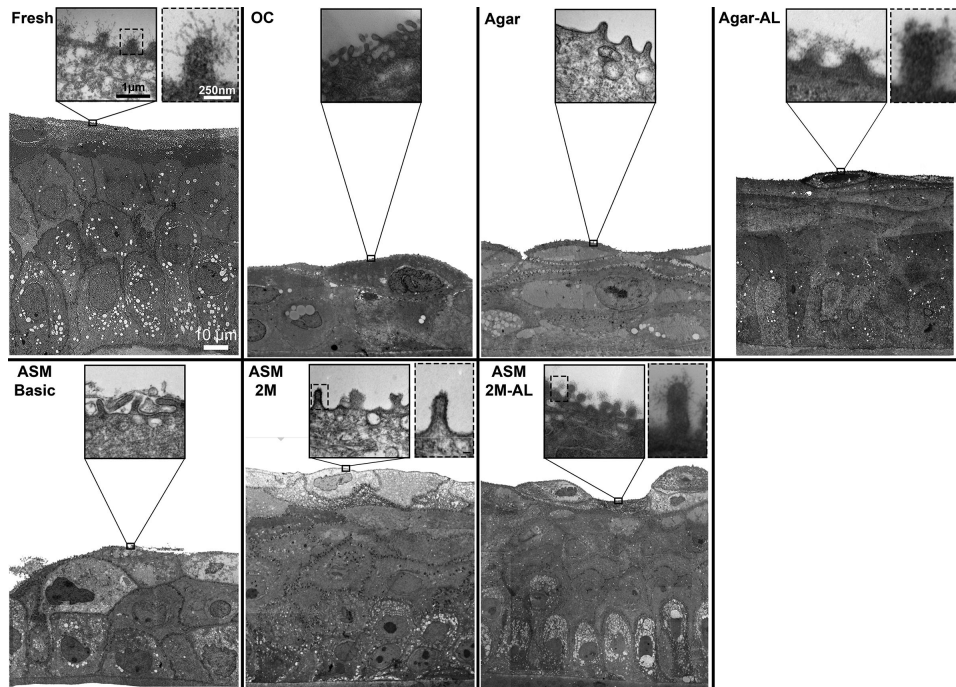 Fresh
1μm
250nm
10 μm
OC
Agar
Agar-AL
ASM
Basic
ASM
2M
ASM
2M-AL